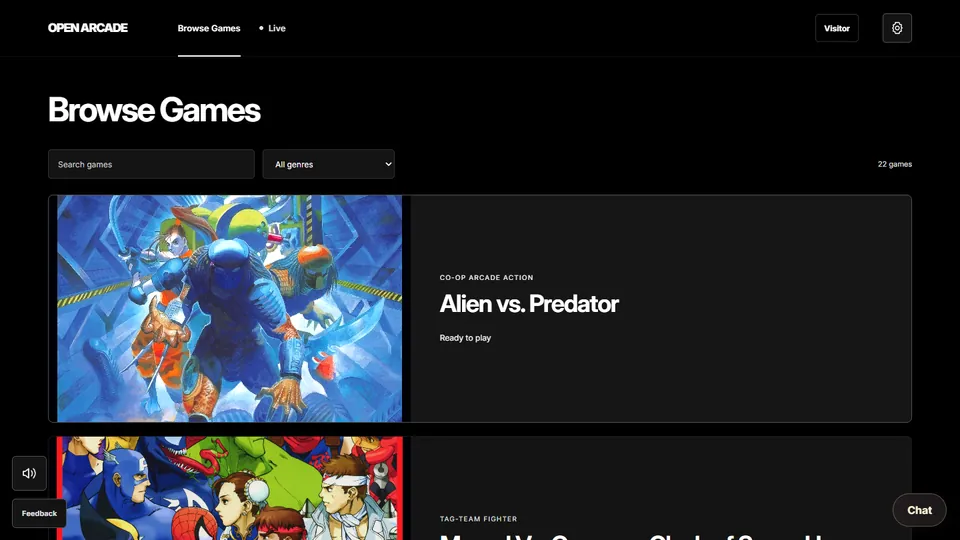 OPEN ARCADE
Browse Games
Live
Visitor
Browse Games
Search games
All genres
22 games
CO-OP ARCADE ACTION
Alien vs. Predator
Ready to play
Feedback
TAG-TEAM FIGHTER
Chat